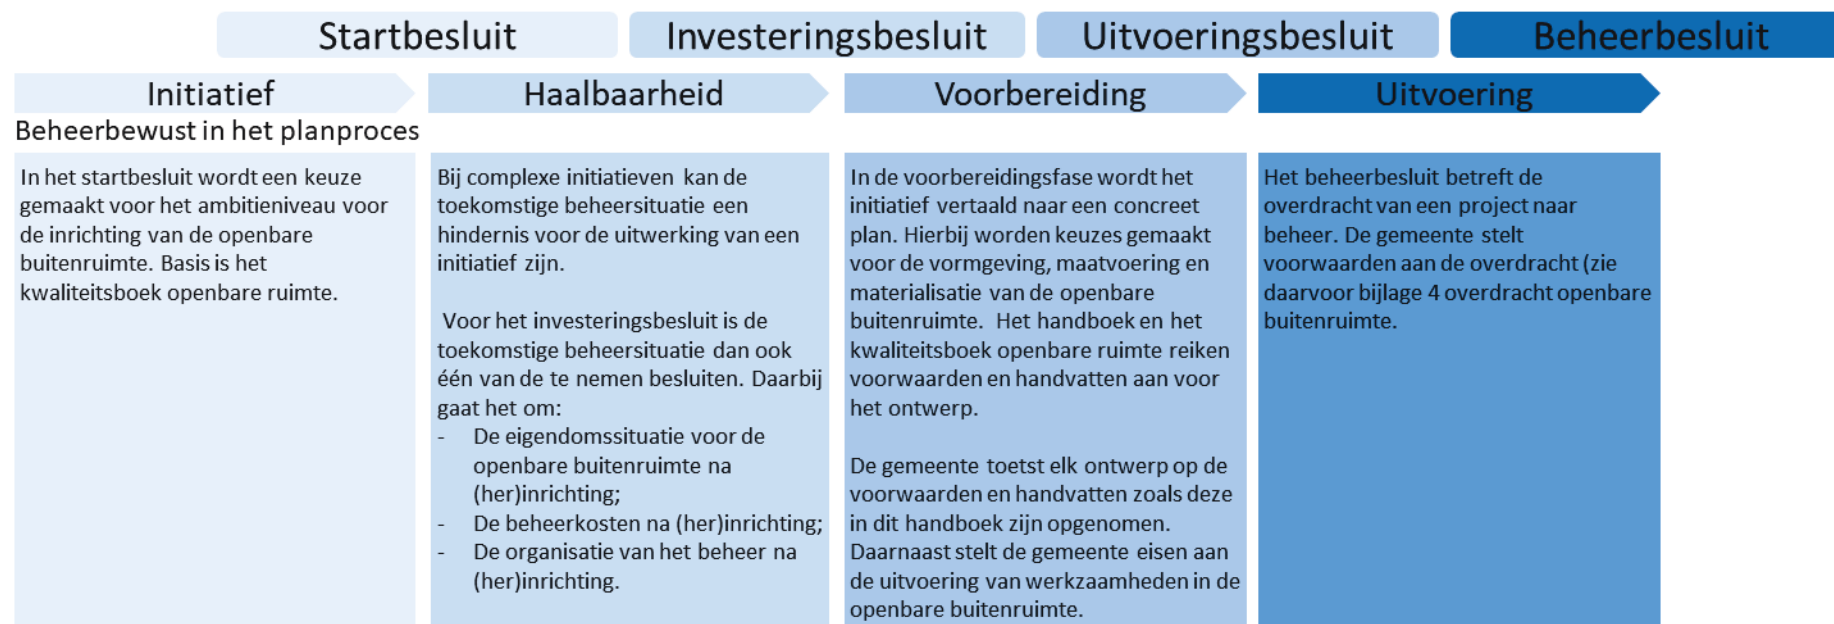 Startbesluit
Investeringsbesluit
Uitvoeringsbesluit
Beheerbesluit
Initiatief
Haalbaarheid
Voorbereiding
Uitvoering
Beheerbewust in het planproces
In het startbesluit wordt een keuze
gemaakt voor het ambitieniveau voor
de inrichting van de openbare
buitenruimte. Basis is het
kwaliteitsboek openbare ruimte.
Bij complexe initiatieven kan de
toekomstige beheersituatie een
hindernis voor de uitwerking van een
initiatief zijn.
Voor het investeringsbesluit is de
toekomstige beheersituatie dan ook
één van de te nemen besluiten. Daarbij
gaat het om:
- De eigendomssituatie voor de
openbare buitenruimte na
(her)inrichting;
- De beheerkosten na (her)inrichting;
- De organisatie van het beheer na
(her)inrichting.
In de voorbereidingsfase wordt het
initiatief vertaald naar een concreet
plan. Hierbij worden keuzes gemaakt
voor de vormgeving, maatvoering en
materialisatie van de openbare
buitenruimte. Het handboek en het
kwaliteitsboek openbare ruimte reiken
voorwaarden en handvatten aan voor
het ontwerp.
De gemeente toetst elk ontwerp op de
voorwaarden en handvatten zoals deze
in dit handboek zijn opgenomen.
Daarnaast stelt de gemeente eisen aan
de uitvoering van werkzaamheden in de
openbare buitenruimte.
Het beheerbesluit betreft de
overdracht van een project naar
beheer. De gemeente stelt
voorwaarden aan de overdracht (zie
daarvoor bijlage 4 overdracht openbare
buitenruimte.